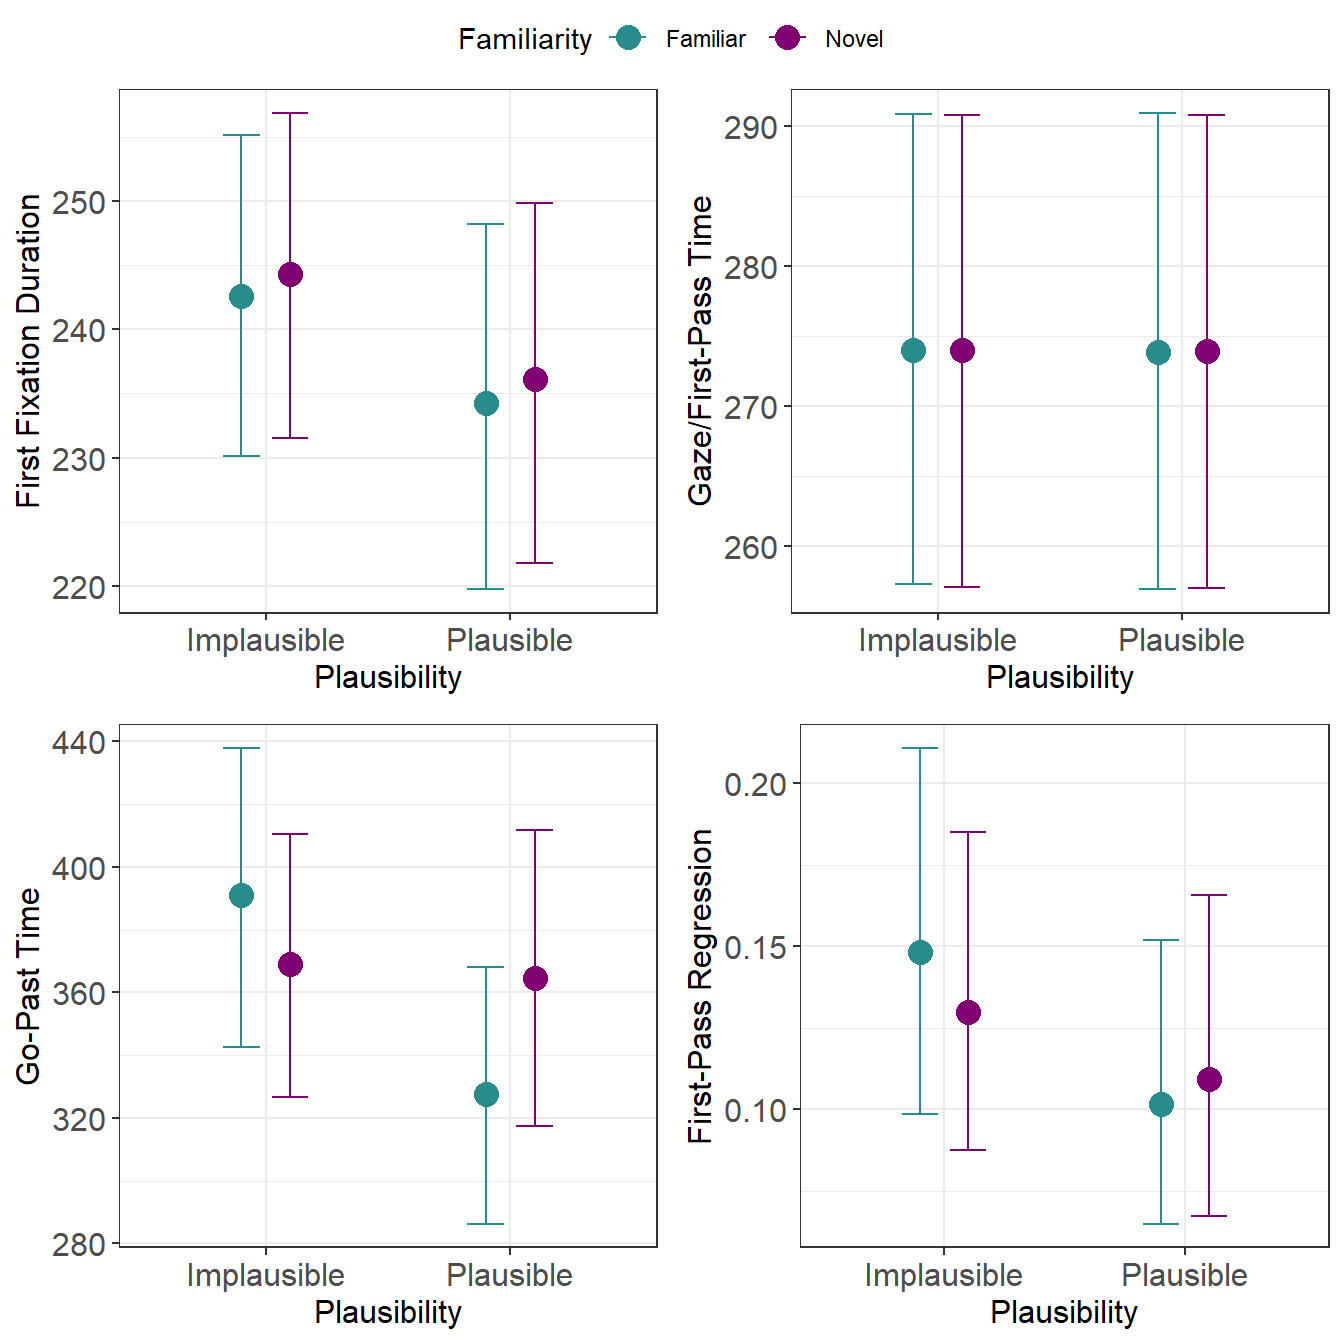 Familiarity Familiar Novel
First Fixation Duration
250
240
230
220
Implausible Plausible
Plausibility
Gaze/First-Pass Time
290
280
270
260
Implausible Plausible
Plausibility
Go-Past Time
440
400
360
320
280
Implausible Plausible
Plausibility
First-Pass Regression
0.20
0.15
0.10
Implausible Plausible
Plausibility